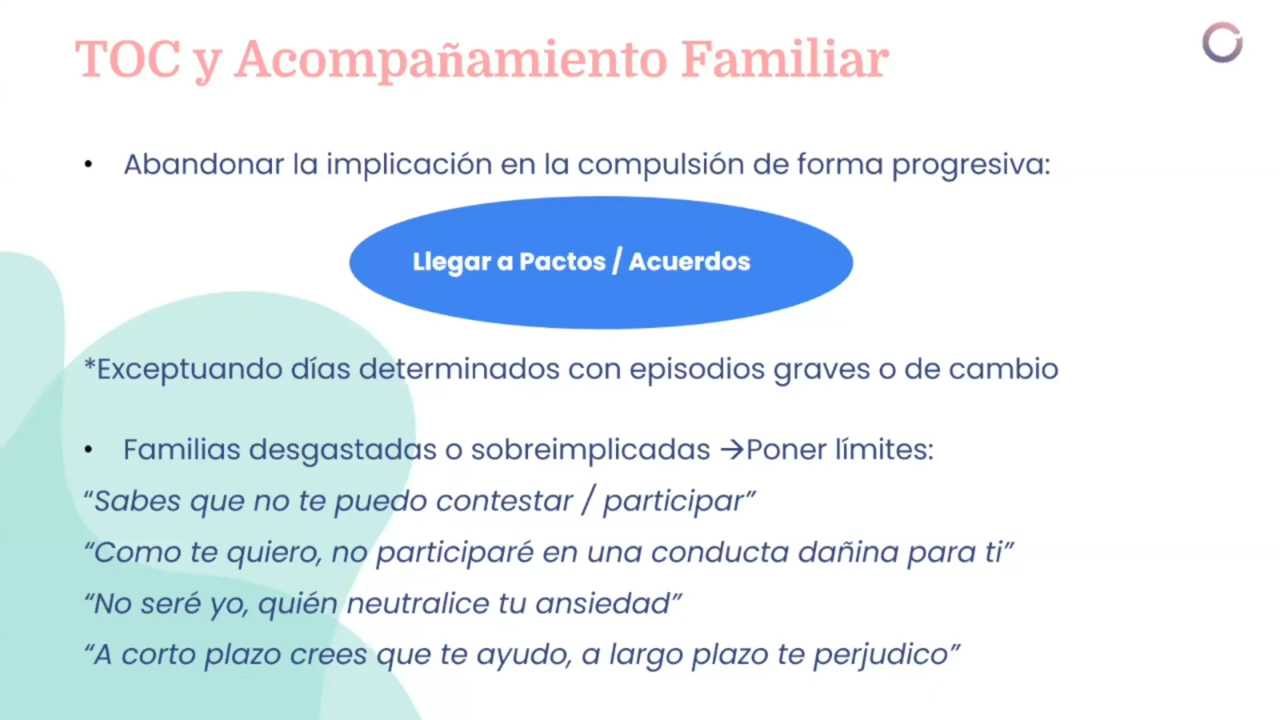 TOC y Acompañamiento Familiar
• Abandonar la implicación en la compulsión de forma progresiva:
Llegar a Pactos / Acuerdos
*Exceptuando días determinados con episodios graves o de cambio
• Familias desgastadas o sobreimplicadas →Poner límites:
“Sabes que no te puedo contestar / participar”
“Como te quiero, no participaré en una conducta dañina para ti”
“No seré yo, quién neutralice tu ansiedad”
“A corto plazo crees que te ayudo, a largo plazo te perjudico”